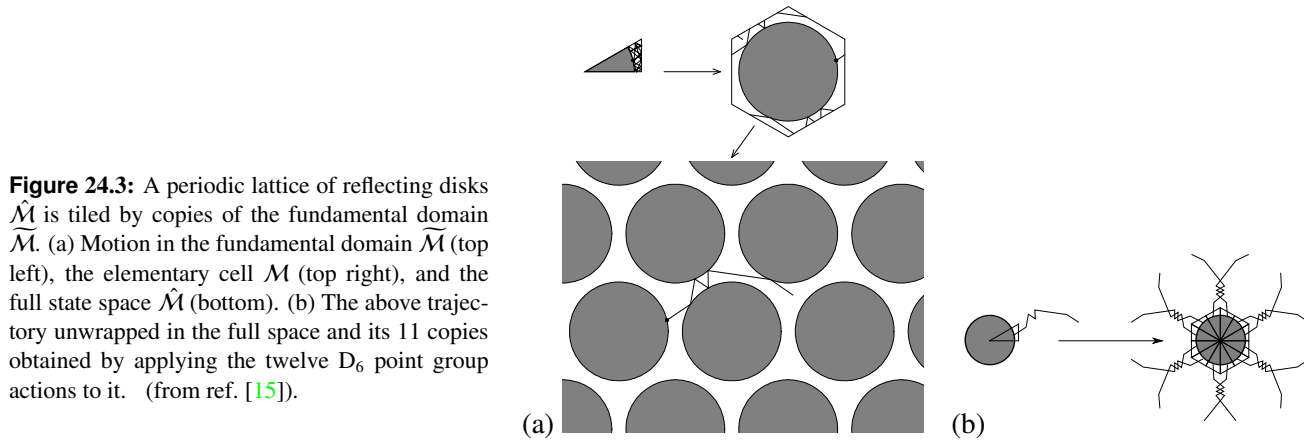 Figure 24.3: A periodic lattice of reflecting disks
M̂ is tiled by copies of the fundamental domain
M̃. (a) Motion in the fundamental domain M̃ (top
left), the elementary cell M (top right), and the
full state space M̂ (bottom). (b) The above trajec-
tory unwrapped in the full space and its 11 copies
obtained by applying the twelve D₆ point group
actions to it. (from ref. [15]).
(a)
(b)